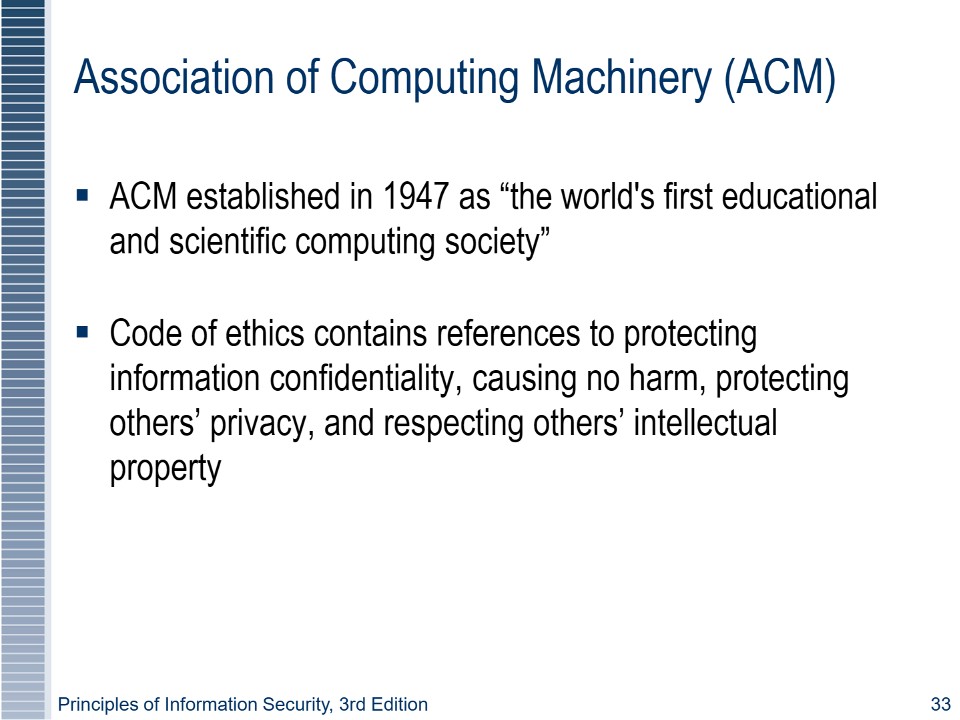 Association of Computing Machinery (ACM)
▪ ACM established in 1947 as “the world's first educational
and scientific computing society”
▪ Code of ethics contains references to protecting
information confidentiality, causing no harm, protecting
others’ privacy, and respecting others’ intellectual
property
Principles of Information Security, 3rd Edition 33